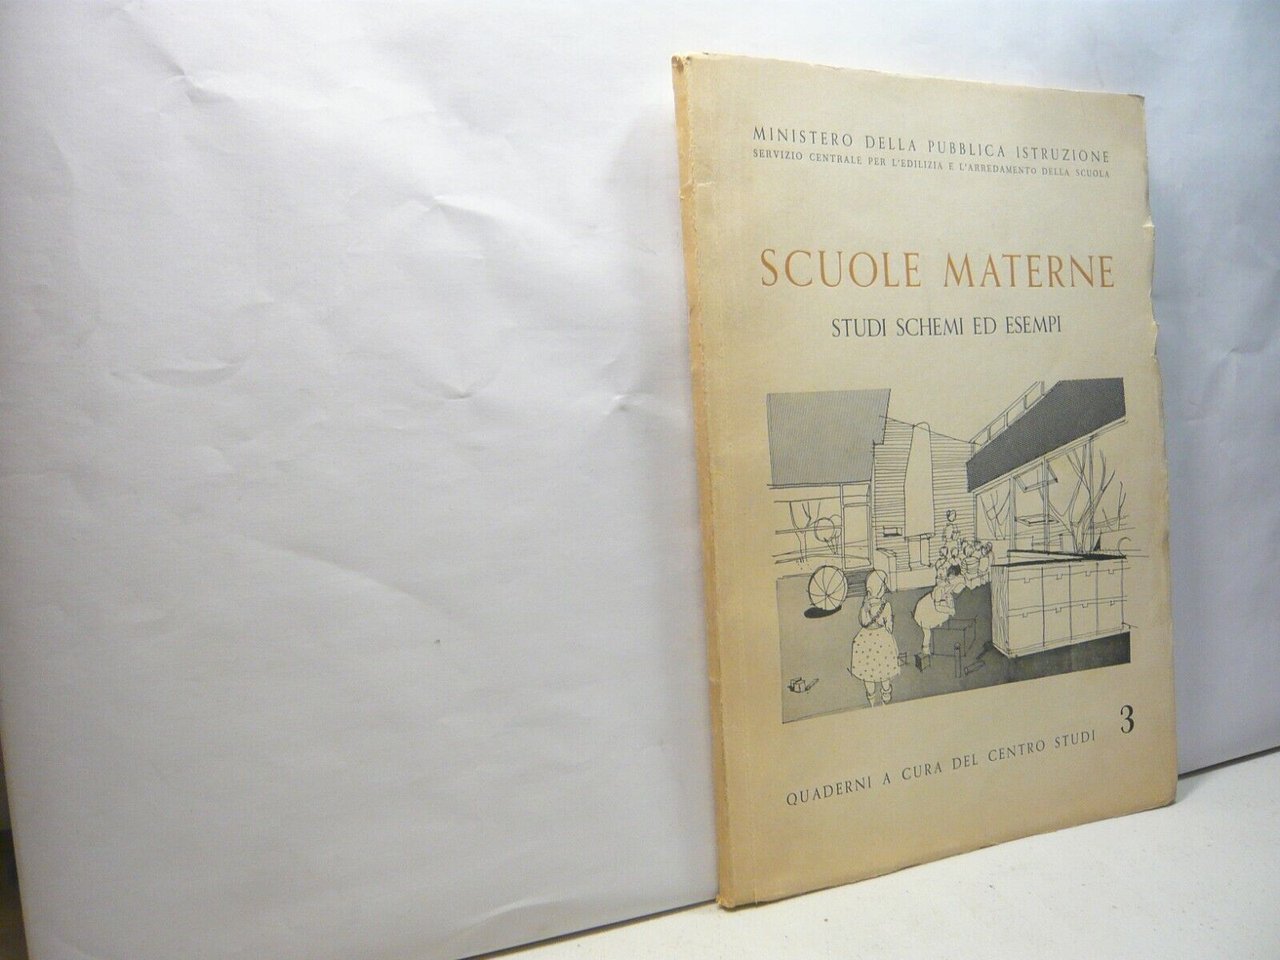 MINISTERO DELLA PUBBLICA ISTRUZIONE
SERVIZIO CENTRALE PER L'EDILIZIA E L'ARREDAMENTO DELLA SCUOLA
SCUOLE MATERNE
STUDI SCHEMI ED ESEMPI
QUADERNI A CURA DEL CENTRO STUDI 3